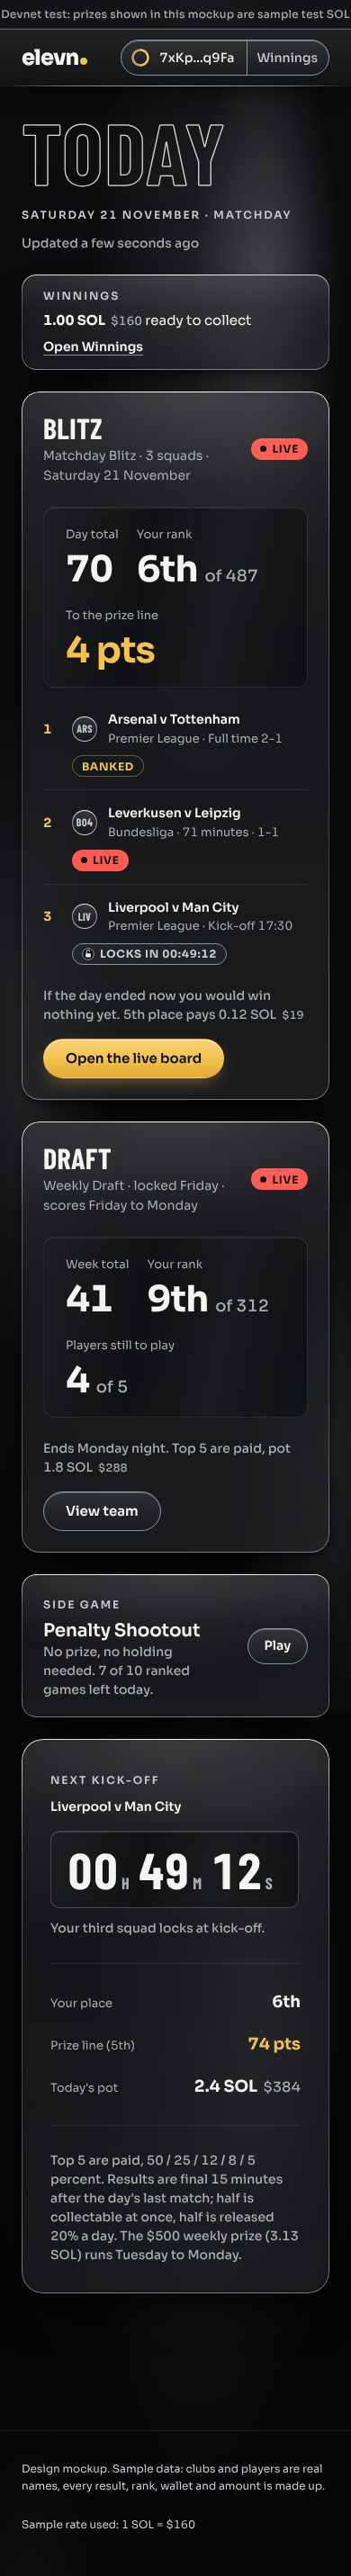 Devnet test: prizes shown in this mockup are sample test SOL
elevn.
7xKp...q9Fa
Winnings
TODAY
SATURDAY 21 NOVEMBER · MATCHDAY
Updated a few seconds ago
WINNINGS
1.00 SOL $160 ready to collect
Open Winnings
BLITZ
Matchday Blitz · 3 squads ·
Saturday 21 November
LIVE
Day total Your rank
70 6th of 487
To the prize line
4 pts
1 ARS Arsenal v Tottenham
Premier League · Full time 2-1
BANKED
2 B04 Leverkusen v Leipzig
Bundesliga · 71 minutes · 1-1
LIVE
3 LIV Liverpool v Man City
Premier League · Kick-off 17:30
LOCKS IN 00:49:12
If the day ended now you would win
nothing yet. 5th place pays 0.12 SOL $19
Open the live board
DRAFT
Weekly Draft · locked Friday ·
scores Friday to Monday
LIVE
Week total Your rank
41 9th of 312
Players still to play
4 of 5
Ends Monday night. Top 5 are paid, pot
1.8 SOL $288
View team
SIDE GAME
Penalty Shootout
No prize, no holding
needed. 7 of 10 ranked
games left today.
Play
NEXT KICK-OFF
Liverpool v Man City
00 H 49 M 12 S
Your third squad locks at kick-off.
Your place 6th
Prize line (5th) 74 pts
Today's pot 2.4 SOL $384
Top 5 are paid, 50 / 25 / 12 / 8 / 5
percent. Results are final 15 minutes
after the day's last match; half is
collectable at once, half is released
20% a day. The $500 weekly prize (3.13
SOL) runs Tuesday to Monday.
Design mockup. Sample data: clubs and players are real
names, every result, rank, wallet and amount is made up.
Sample rate used: 1 SOL = $160